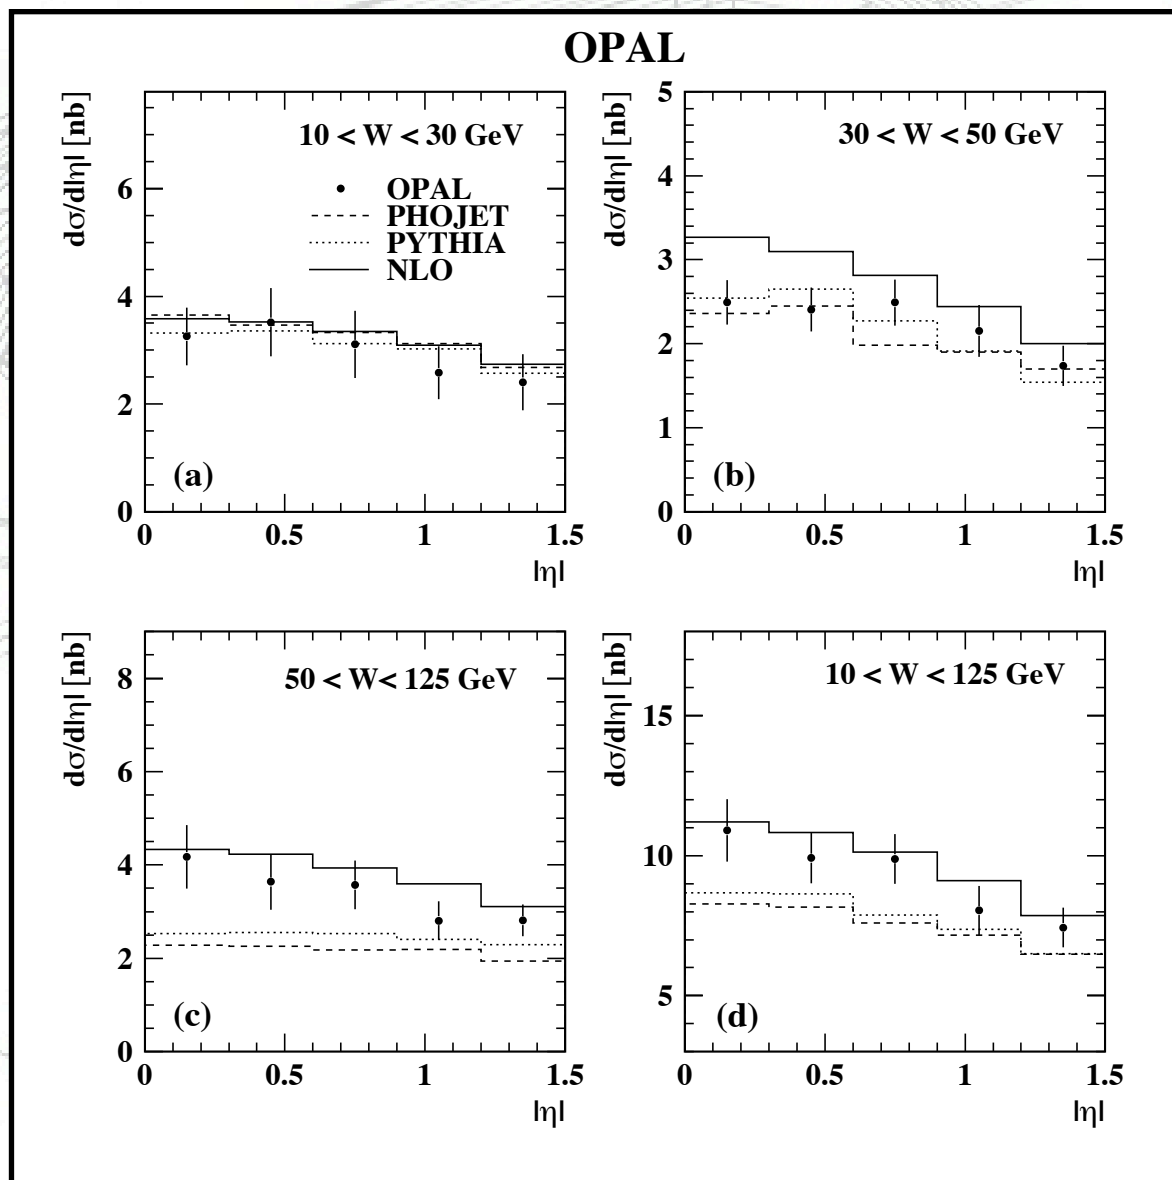 OPAL
dσ/d|η| [nb]
10 < W < 30 GeV
OPAL
PHOJET
PYTHIA
NLO
6
4
2
0
(a)
0 0.5 1 1.5
|η|
dσ/d|η| [nb]
30 < W < 50 GeV
5
4
3
2
1
0
(b)
0 0.5 1 1.5
|η|
dσ/d|η| [nb]
50 < W< 125 GeV
8
6
4
2
0
(c)
0 0.5 1 1.5
|η|
dσ/d|η| [nb]
10 < W < 125 GeV
15
10
5
(d)
0 0.5 1 1.5
|η|